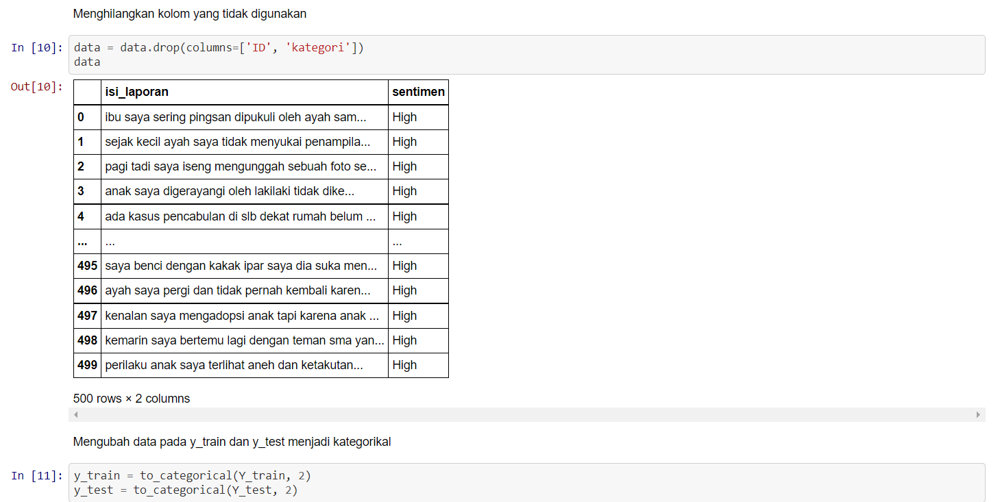 Menghilangkan kolom yang tidak digunakan
In [10]: data = data.drop(columns=['ID', 'kategori'])
data
Out[10]:
isi_laporan sentimen
0 ibu saya sering pingsan dipukuli oleh ayah sam... High
1 sejak kecil ayah saya tidak menyukai penampila... High
2 pagi tadi saya iseng mengunggah sebuah foto se... High
3 anak saya digerayangi oleh lakilaki tidak dike... High
4 ada kasus pencabulan di slb dekat rumah belum ... High
... ... ...
495 saya benci dengan kakak ipar saya dia suka men... High
496 ayah saya pergi dan tidak pernah kembali karen... High
497 kenalan saya mengadopsi anak tapi karena anak ... High
498 kemarin saya bertemu lagi dengan teman sma yan... High
499 perilaku anak saya terlihat aneh dan ketakutan... High
500 rows × 2 columns
Mengubah data pada y_train dan y_test menjadi kategorikal
In [11]: y_train = to_categorical(Y_train, 2)
y_test = to_categorical(Y_test, 2)